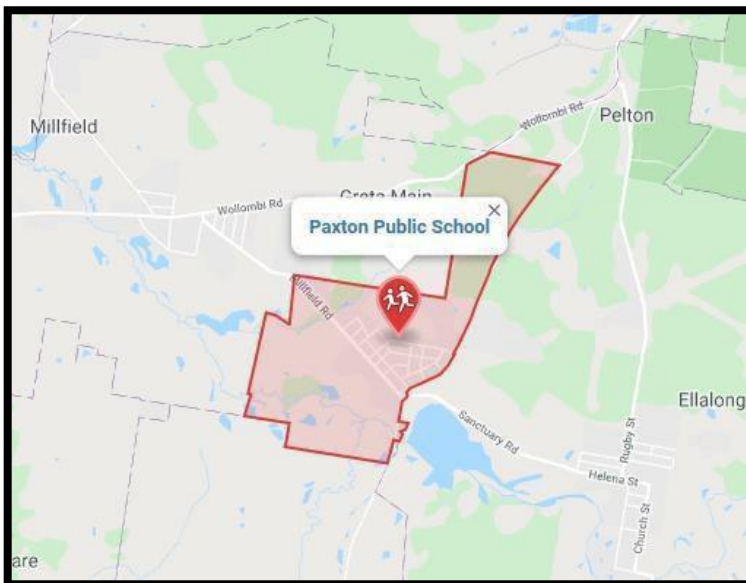 Wollombi Rd
Pelton
Millfield
Greta Main
Wollombi Rd
Paxton Public School
Millfield Rd
Ellalong
Sanctuary Rd
Rugby St
Helena St
Church St
are